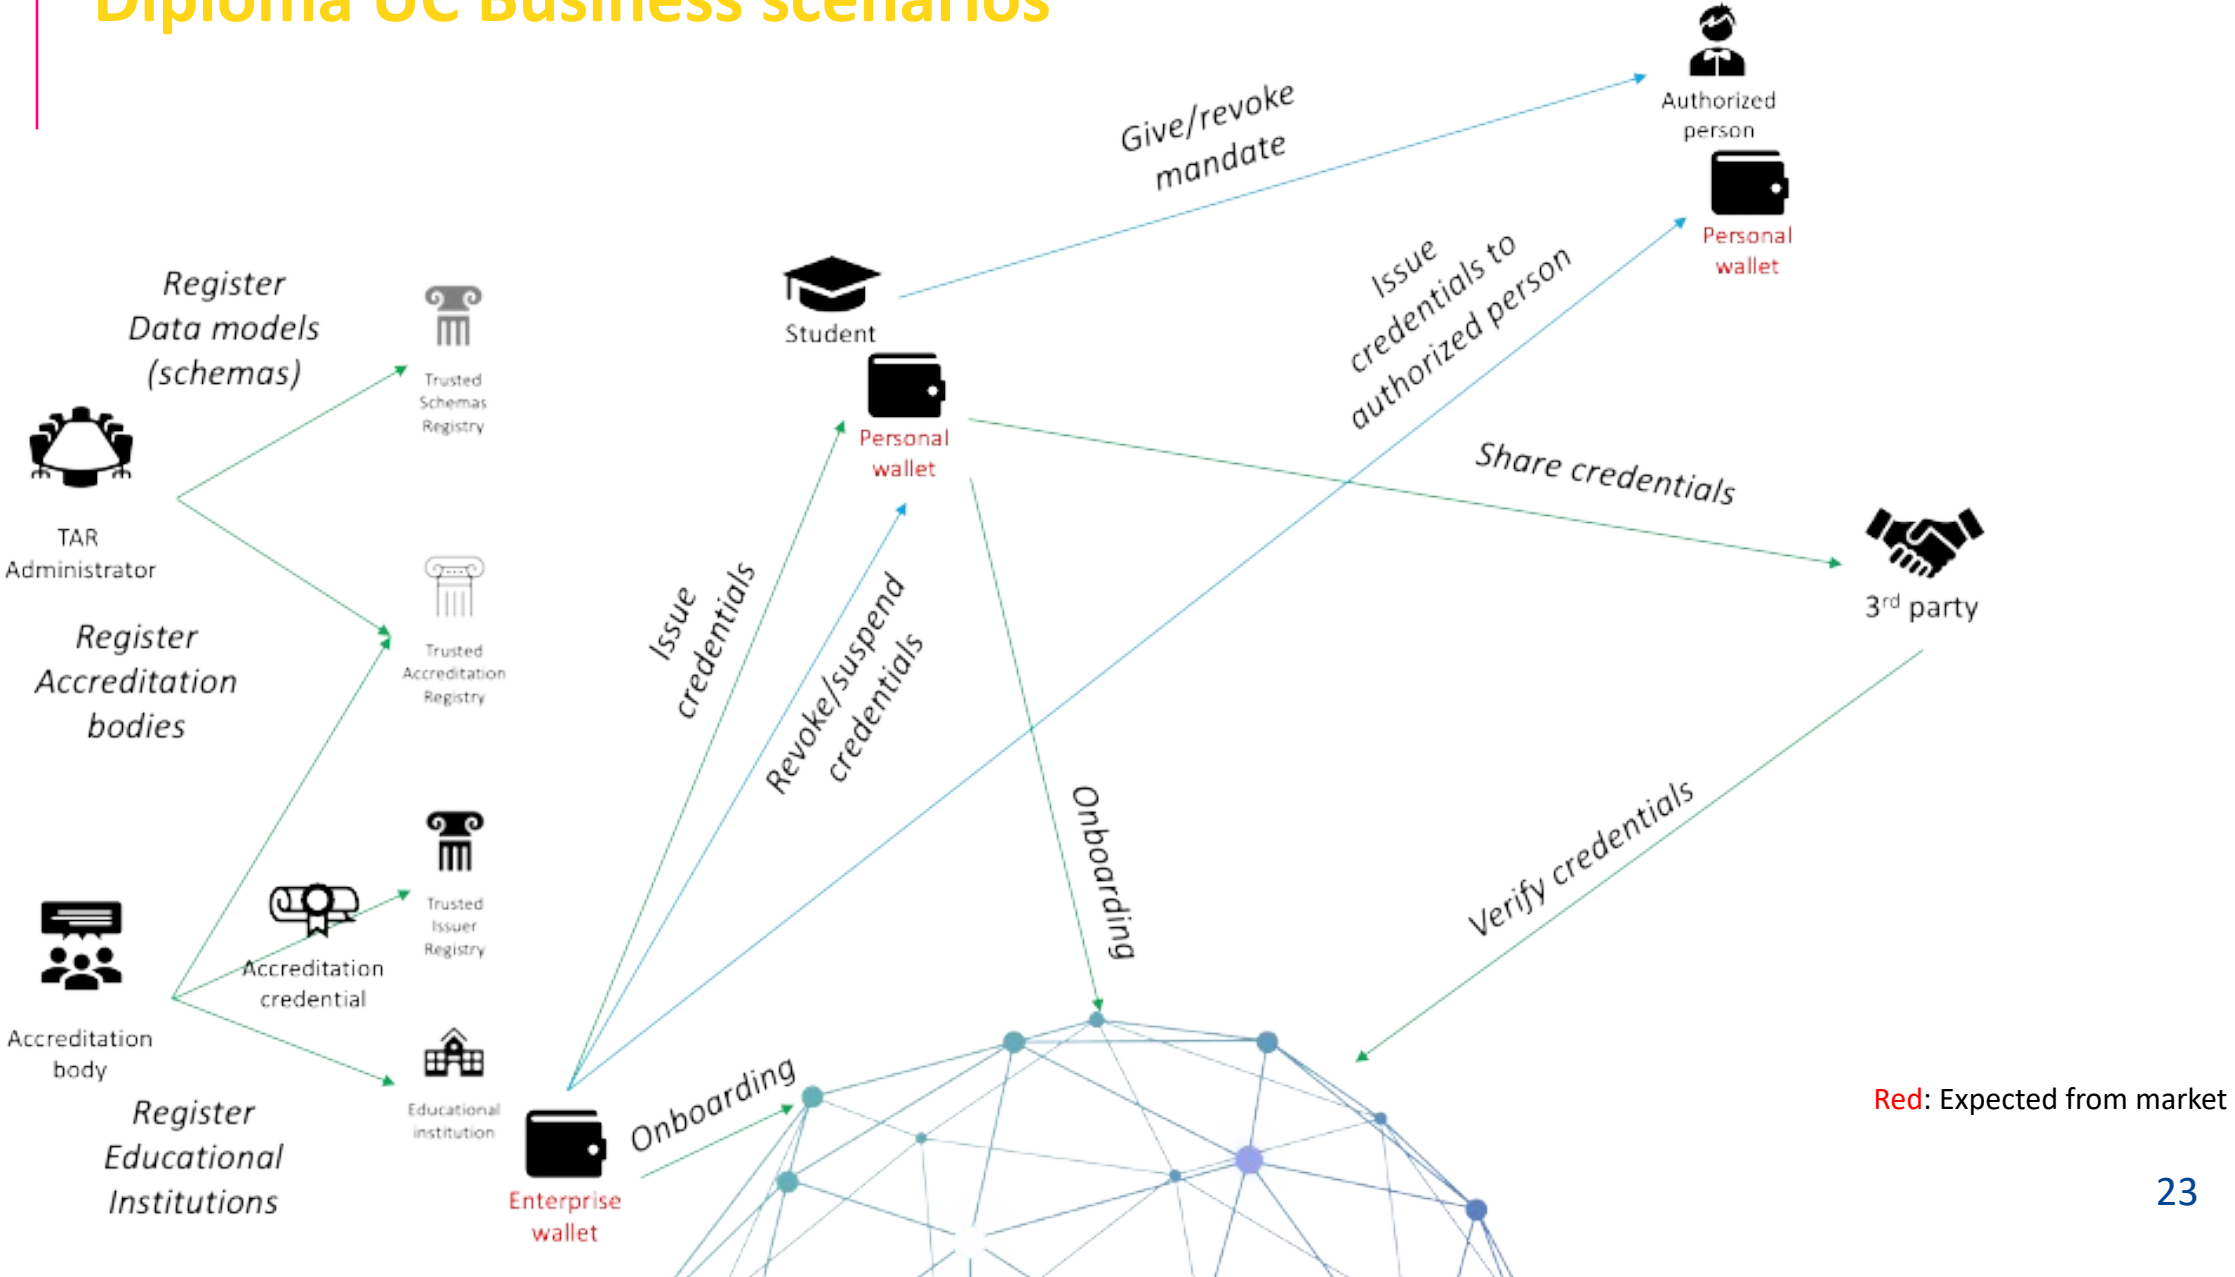 Diploma UC Business scenarios
Authorized
person
Personal
wallet
Give/revoke
mandate
Issue
credentials to
authorized person
Student
Personal
wallet
Share credentials
3rd party
Register
Data models
(schemas)
Trusted
Schemas
Registry
TAR
Administrator
Register
Accreditation
bodies
Trusted
Accreditation
Registry
Issue
credentials
Revoke/suspend
credentials
Onboarding
Verify credentials
Trusted
Issuer
Registry
Accreditation
credential
Accreditation
body
Register
Educational
Institutions
Educational
institution
Enterprise
wallet
Onboarding
Red: Expected from market
23